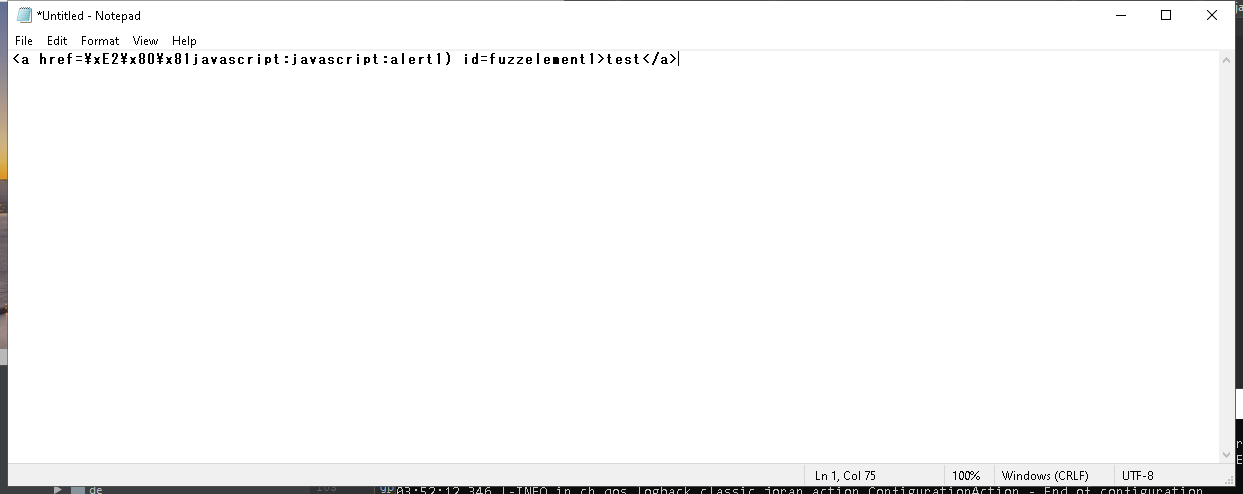 *Untitled - Notepad
File Edit Format View Help
<a href=¥xE2¥x80¥x81javascript:javascript:alert1) id=fuzzelement1>test</a>
Ln 1, Col 75 100% Windows (CRLF) UTF-8
de
03:52:12.346 |-INFO in ch.qos.logback.classic.joran.action.ConfigurationAction - End of configuration